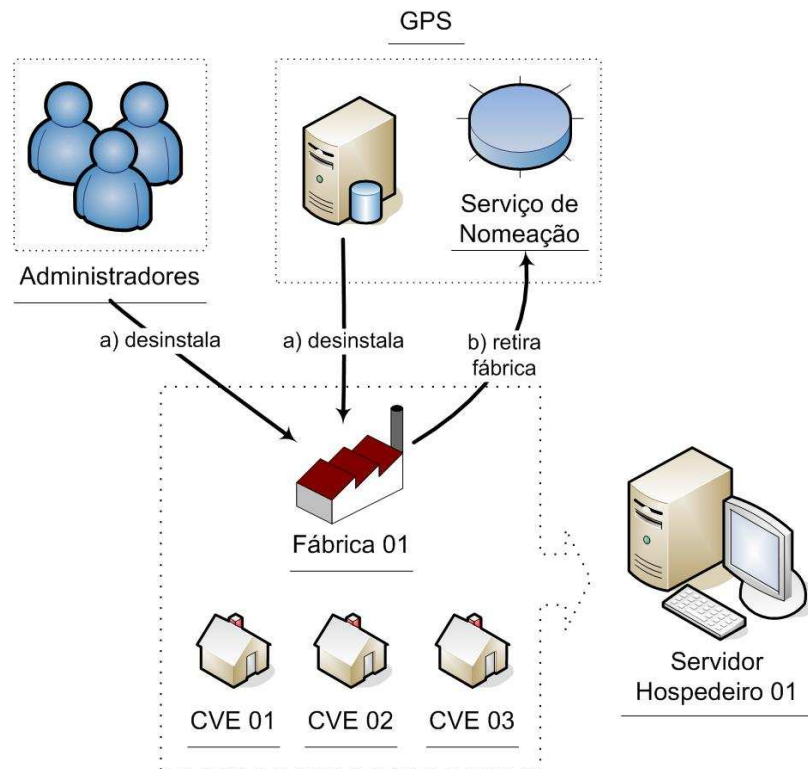 GPS
Serviço de
Nomeação
Administradores
a) desinstala
a) desinstala
b) retira
fábrica
Fábrica 01
CVE 01
CVE 02
CVE 03
Servidor
Hospedeiro 01